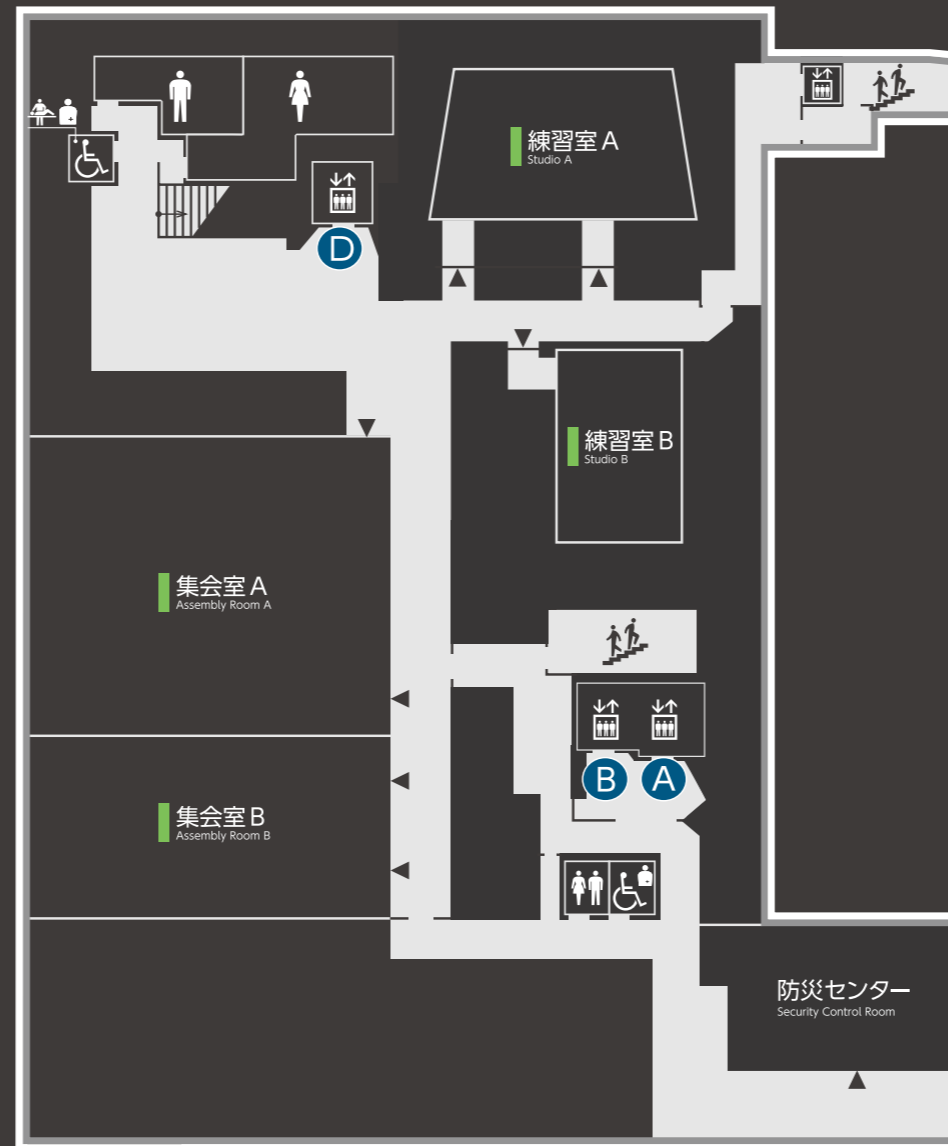 練習室 A
Studio A
D
練習室 B
Studio B
集会室 A
Assembly Room A
B
A
集会室 B
Assembly Room B
防災センター
Security Control Room